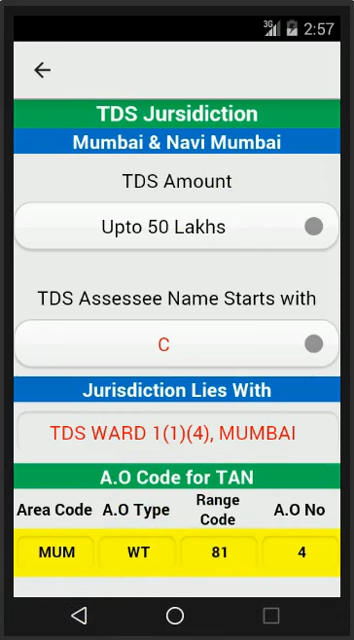 3G 2:57
TDS Jursidiction
Mumbai & Navi Mumbai
TDS Amount
Upto 50 Lakhs
TDS Assessee Name Starts with
C
Jurisdiction Lies With
TDS WARD 1(1)(4), MUMBAI
A.O Code for TAN
Area Code A.O Type Range Code A.O No
MUM WT 81 4